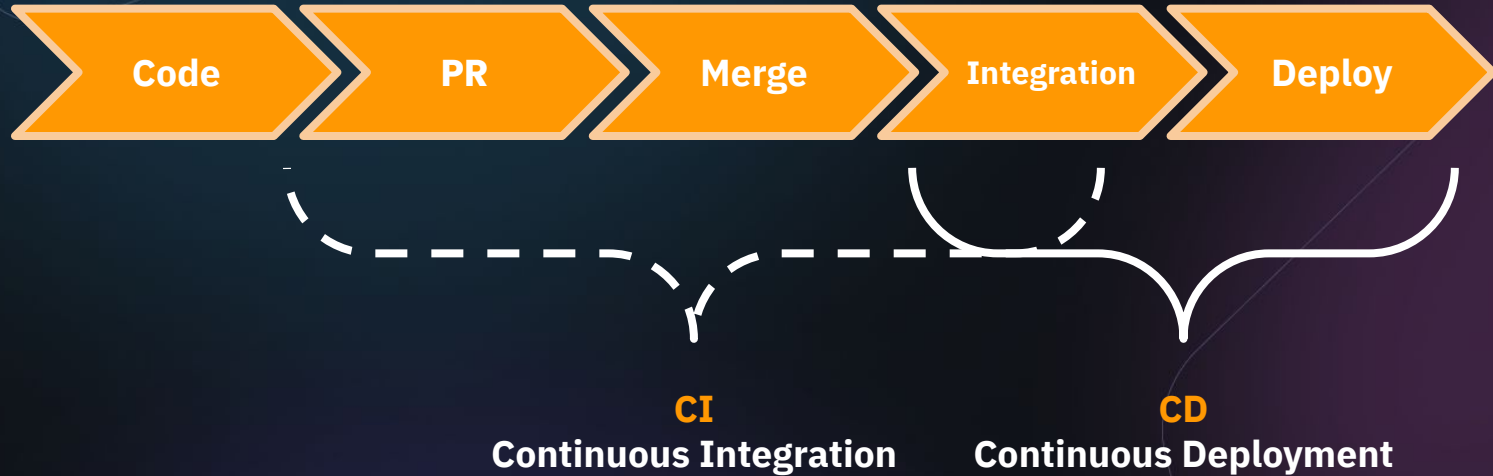 Code
PR
Merge
Integration
Deploy
CI
Continuous Integration
CD
Continuous Deployment